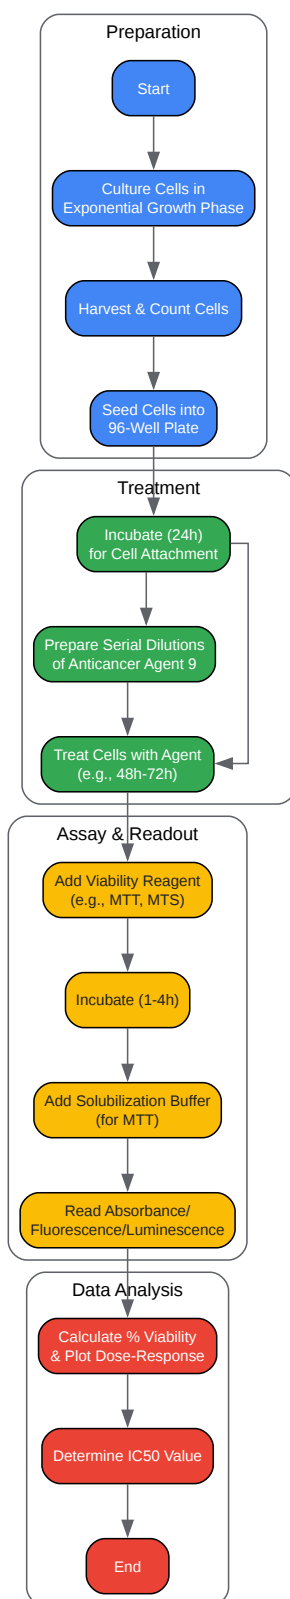 Preparation
Start
Culture Cells in
Exponential Growth Phase
Harvest & Count Cells
Seed Cells into
96-Well Plate
Treatment
Incubate (24h)
for Cell Attachment
Prepare Serial Dilutions
of Anticancer Agent 9
Treat Cells with Agent
(e.g., 48h-72h)
Assay & Readout
Add Viability Reagent
(e.g., MTT, MTS)
Incubate (1-4h)
Add Solubilization Buffer
(for MTT)
Read Absorbance/
Fluorescence/Luminescence
Data Analysis
Calculate % Viability
& Plot Dose-Response
Determine IC50 Value
End